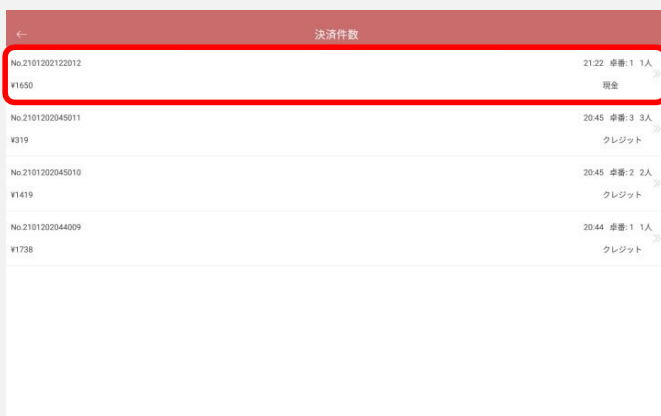 ← 決済件数
No.2101202122012 21:22 卓番: 1 1人
¥1650 現金
No.2101202045011 20:45 卓番: 3 3人
¥319 クレジット
No.2101202045010 20:45 卓番: 2 2人
¥1419 クレジット
No.2101202044009 20:44 卓番: 1 1人
¥1738 クレジット